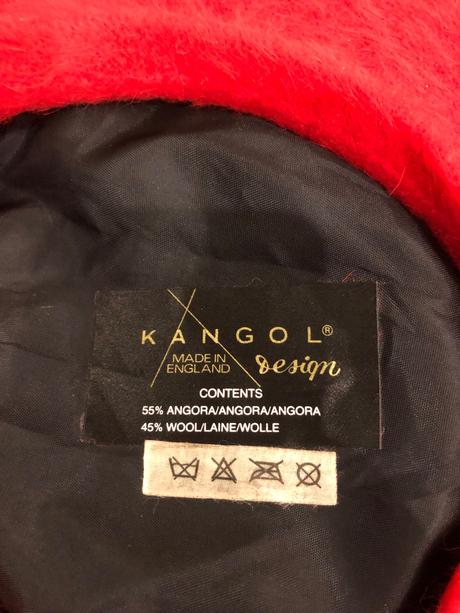 KANGOL®
MADE IN
ENGLAND
Design
CONTENTS
55% ANGORA/ANGORA/ANGORA
45% WOOL/LAINE/WOLLE